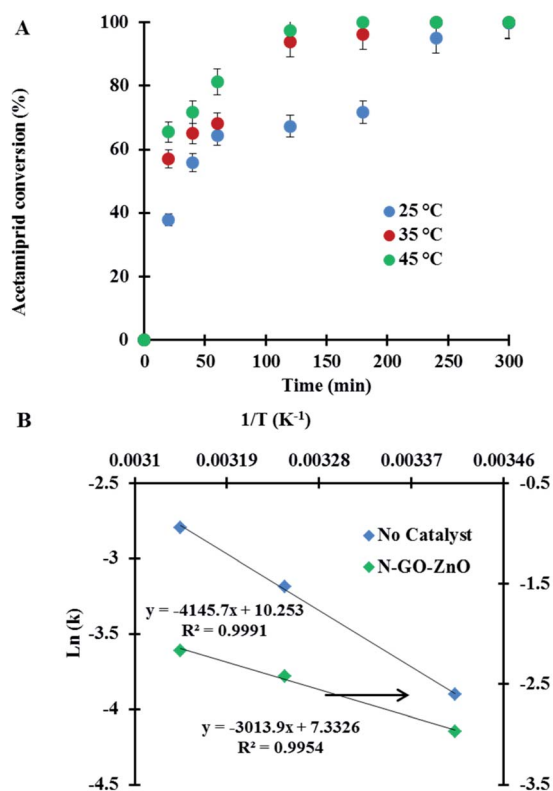 A
Acetamiprid conversion (%)
100
80
60
40
20
0
25 °C
35 °C
45 °C
0
50
100
150
200
250
300
Time (min)
B
1/T (K⁻¹)
0.0031
0.00319
0.00328
0.00337
0.00346
-2.5
-3
-3.5
-4
-4.5
Ln (k)
-0.5
-1.5
-2.5
-3.5
No Catalyst
N-GO-ZnO
y = -4145.7x + 10.253
R² = 0.9991
y = -3013.9x + 7.3326
R² = 0.9954